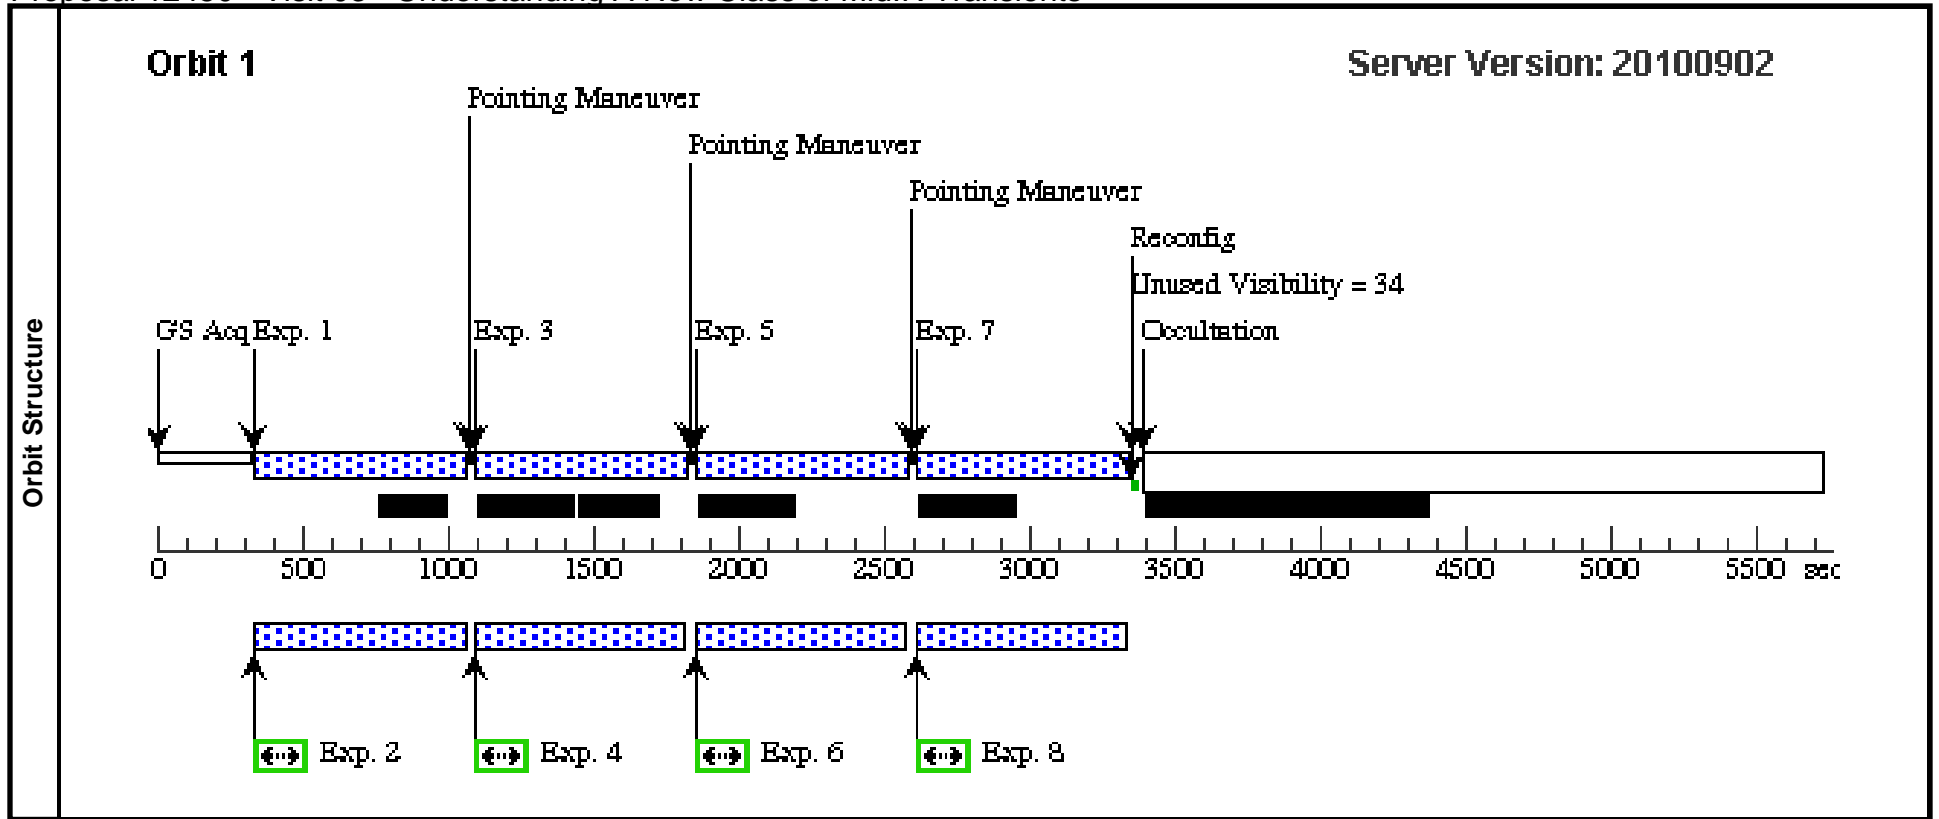 Orbit 1
Server Version: 20100902
Pointing Maneuver
Pointing Maneuver
Pointing Maneuver
Reconfig
Unused Visibility = 34
GS Acq Exp. 1 Exp. 3 Exp. 5 Exp. 7 Occultation
Orbit Structure
0 500 1000 1500 2000 2500 3000 3500 4000 4500 5000 5500 sec
Exp. 2 Exp. 4 Exp. 6 Exp. 8